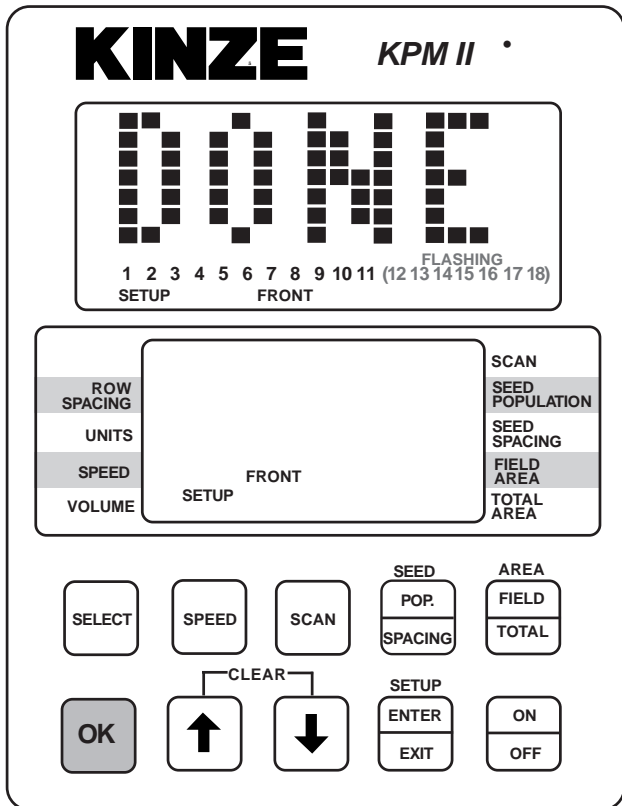 KINZE KPM II
DONE
FLASHING
1 2 3 4 5 6 7 8 9 10 11 (12 13 14 15 16 17 18)
SETUP FRONT
ROW
SPACING
UNITS
SPEED
VOLUME
FRONT
SETUP
SCAN
SEED
POPULATION
SEED
SPACING
FIELD
AREA
TOTAL
AREA
SELECT
SPEED
SCAN
SEED
POP.
SPACING
AREA
FIELD
TOTAL
OK
CLEAR
SETUP
ENTER
EXIT
ON
OFF